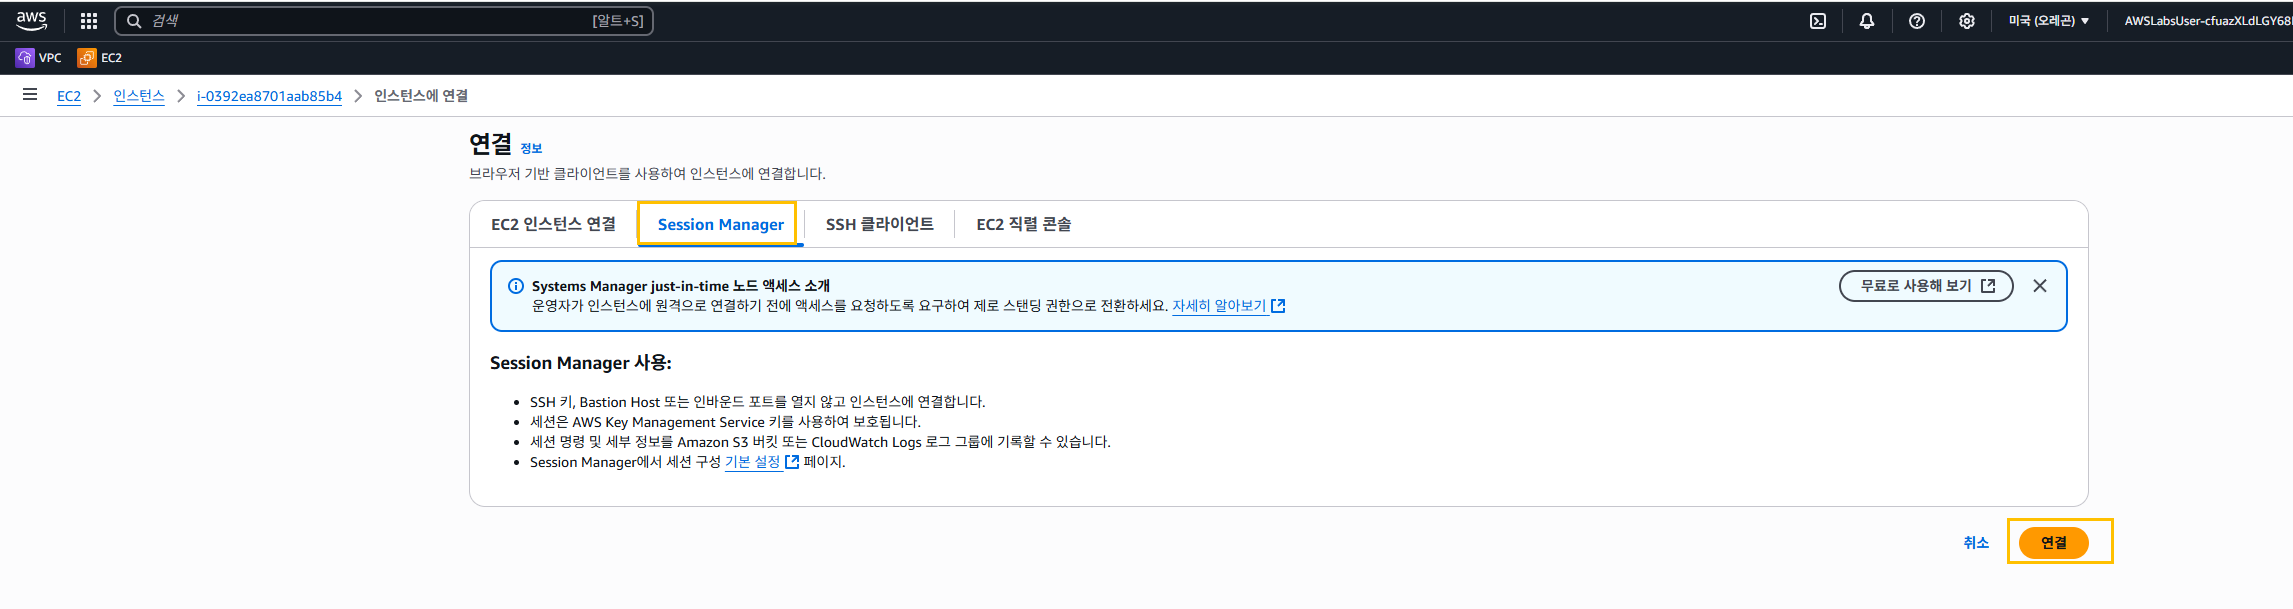 aws
검색 [알트+S] 미국 (오레곤) AWSLabsUser-cfuazXLdLGY68
VPC EC2
EC2 인스턴스 i-0392ea8701aab85b4 인스턴스에 연결
연결 정보
브라우저 기반 클라이언트를 사용하여 인스턴스에 연결합니다.
EC2 인스턴스 연결 Session Manager SSH 클라이언트 EC2 직렬 콘솔
Systems Manager just-in-time 노드 액세스 소개
운영자가 인스턴스에 원격으로 연결하기 전에 액세스를 요청하도록 요구하여 제로 스탠딩 권한으로 전환하세요. 자세히 알아보기
무료로 사용해 보기
Session Manager 사용:
• SSH 키, Bastion Host 또는 인바운드 포트를 열지 않고 인스턴스에 연결합니다.
• 세션은 AWS Key Management Service 키를 사용하여 보호됩니다.
• 세션 명령 및 세부 정보를 Amazon S3 버킷 또는 CloudWatch Logs 로그 그룹에 기록할 수 있습니다.
• Session Manager에서 세션 구성 기본 설정 페이지.
취소 연결